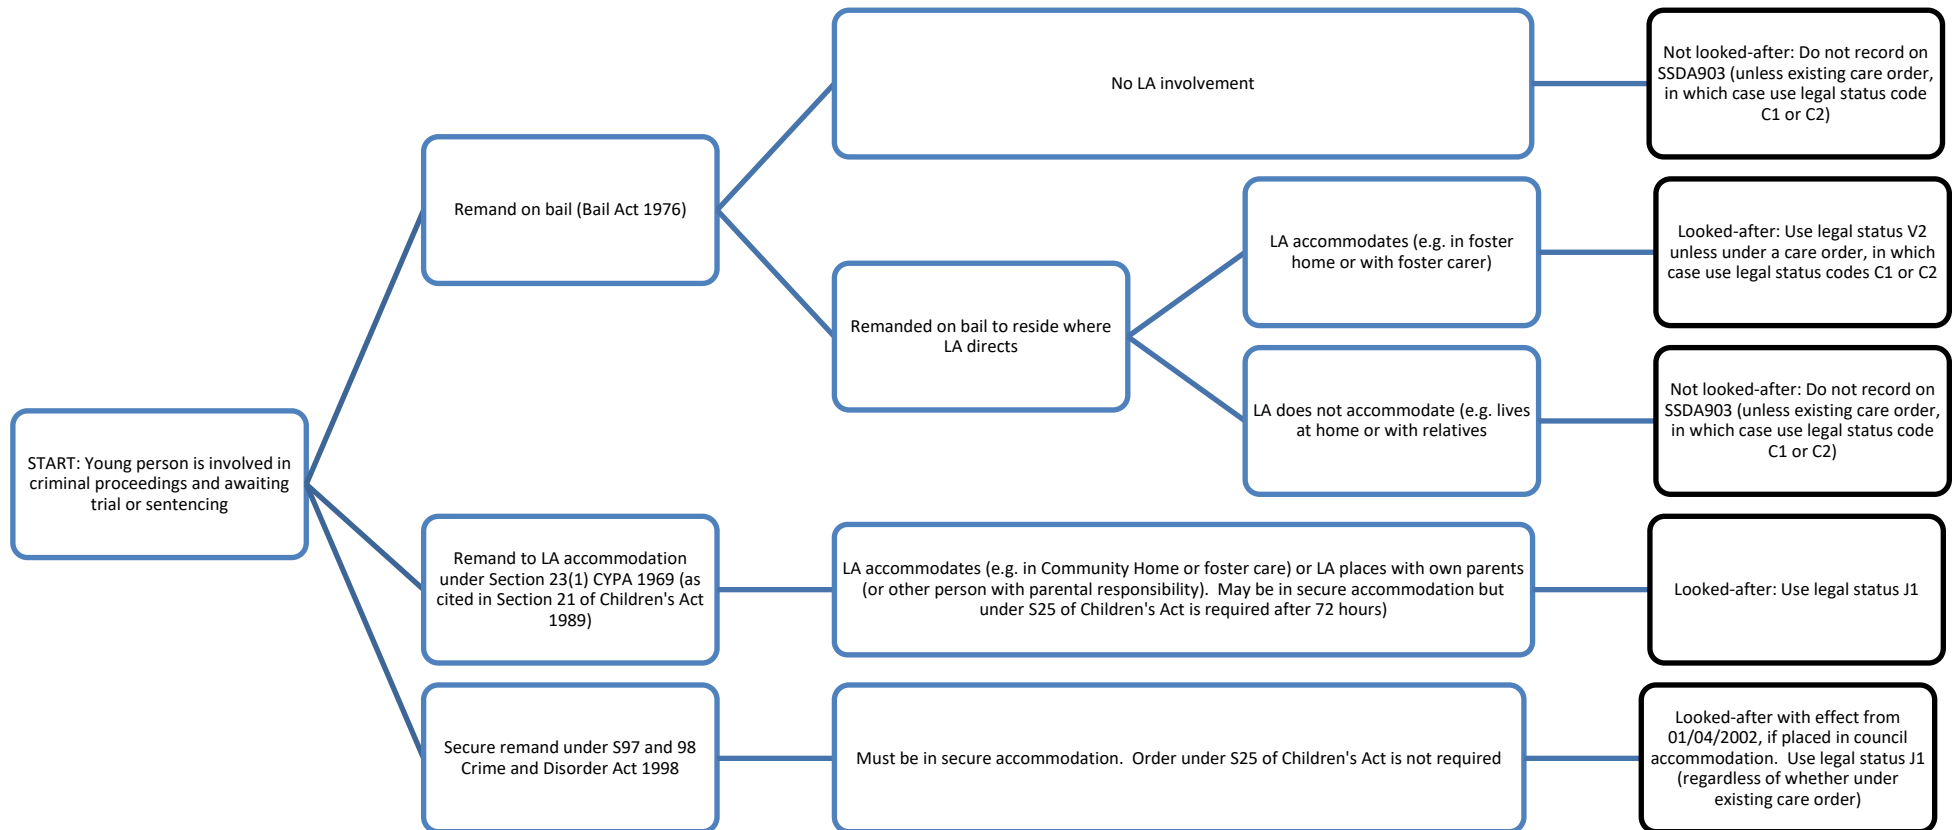 START: Young person is involved in
criminal proceedings and awaiting
trial or sentencing
Remand on bail (Bail Act 1976)
No LA involvement
Not looked-after: Do not record on
SSDA903 (unless existing care order,
in which case use legal status code
C1 or C2)
Remanded on bail to reside where
LA directs
LA accommodates (e.g. in foster
home or with foster carer)
Looked-after: Use legal status V2
unless under a care order, in which
case use legal status codes C1 or C2
LA does not accommodate (e.g. lives
at home or with relatives
Not looked-after: Do not record on
SSDA903 (unless existing care order,
in which case use legal status code
C1 or C2)
Remand to LA accommodation
under Section 23(1) CYPA 1969 (as
cited in Section 21 of Children's Act
1989)
LA accommodates (e.g. in Community Home or foster care) or LA places with own parents
(or other person with parental responsibility).  May be in secure accommodation but
under S25 of Children's Act is required after 72 hours)
Looked-after: Use legal status J1
Secure remand under S97 and 98
Crime and Disorder Act 1998
Must be in secure accommodation.  Order under S25 of Children's Act is not required
Looked-after with effect from
01/04/2002, if placed in council
accommodation.  Use legal status J1
(regardless of whether under
existing care order)